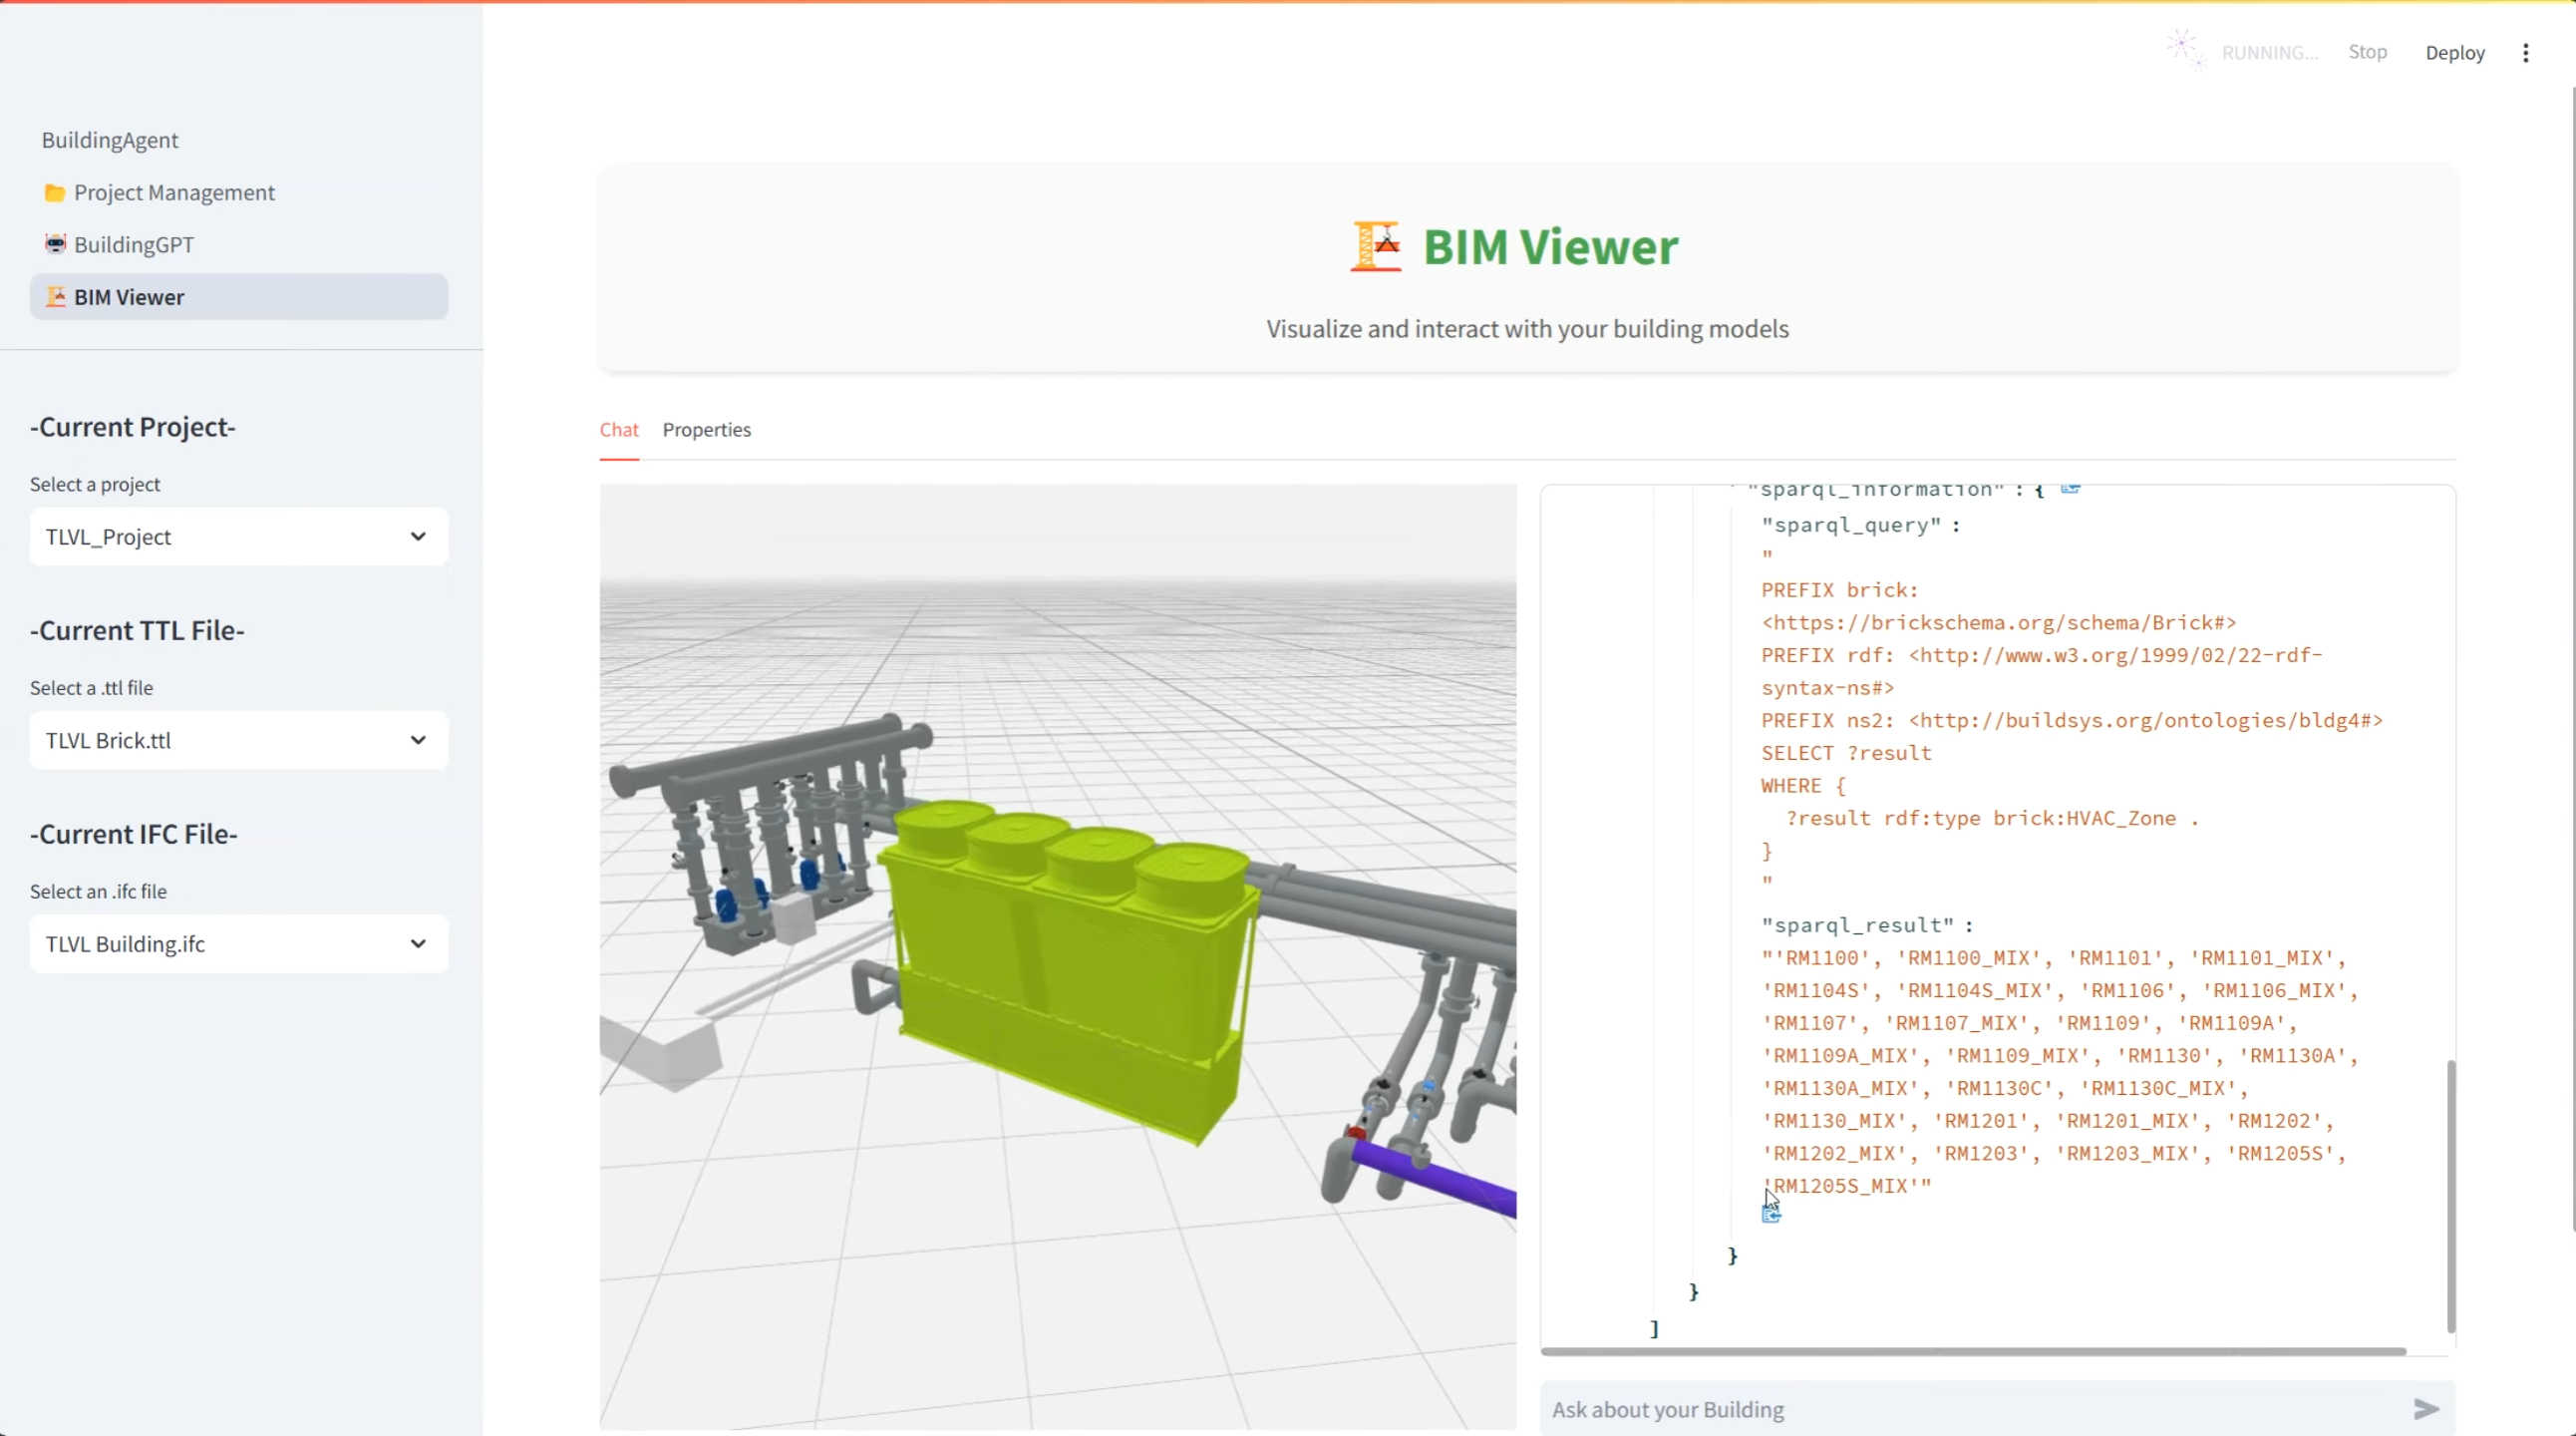 RUNNING...
Stop
Deploy
BuildingAgent
Project Management
BuildingGPT
BIM Viewer
-Current Project-
Select a project
TLVL_Project
-Current TTL File-
Select a .ttl file
TLVL Brick.ttl
-Current IFC File-
Select an .ifc file
TLVL Building.ifc
BIM Viewer
Visualize and interact with your building models
Chat
Properties
"sparql_information" : {
"sparql_query" :
"
PREFIX brick:
<https://brickschema.org/schema/Brick#>
PREFIX rdf: <http://www.w3.org/1999/02/22-rdf-
syntax-ns#>
PREFIX ns2: <http://buildsys.org/ontologies/bldg4#>
SELECT ?result
WHERE {
?result rdf:type brick:HVAC_Zone .
}
"
"sparql_result" :
"'RM1100', 'RM1100_MIX', 'RM1101', 'RM1101_MIX',
'RM1104S', 'RM1104S_MIX', 'RM1106', 'RM1106_MIX',
'RM1107', 'RM1107_MIX', 'RM1109', 'RM1109A',
'RM1109A_MIX', 'RM1109_MIX', 'RM1130', 'RM1130A',
'RM1130A_MIX', 'RM1130C', 'RM1130C_MIX',
'RM1130_MIX', 'RM1201', 'RM1201_MIX', 'RM1202',
'RM1202_MIX', 'RM1203', 'RM1203_MIX', 'RM1205S',
'RM1205S_MIX'"
}
}
]
Ask about your Building